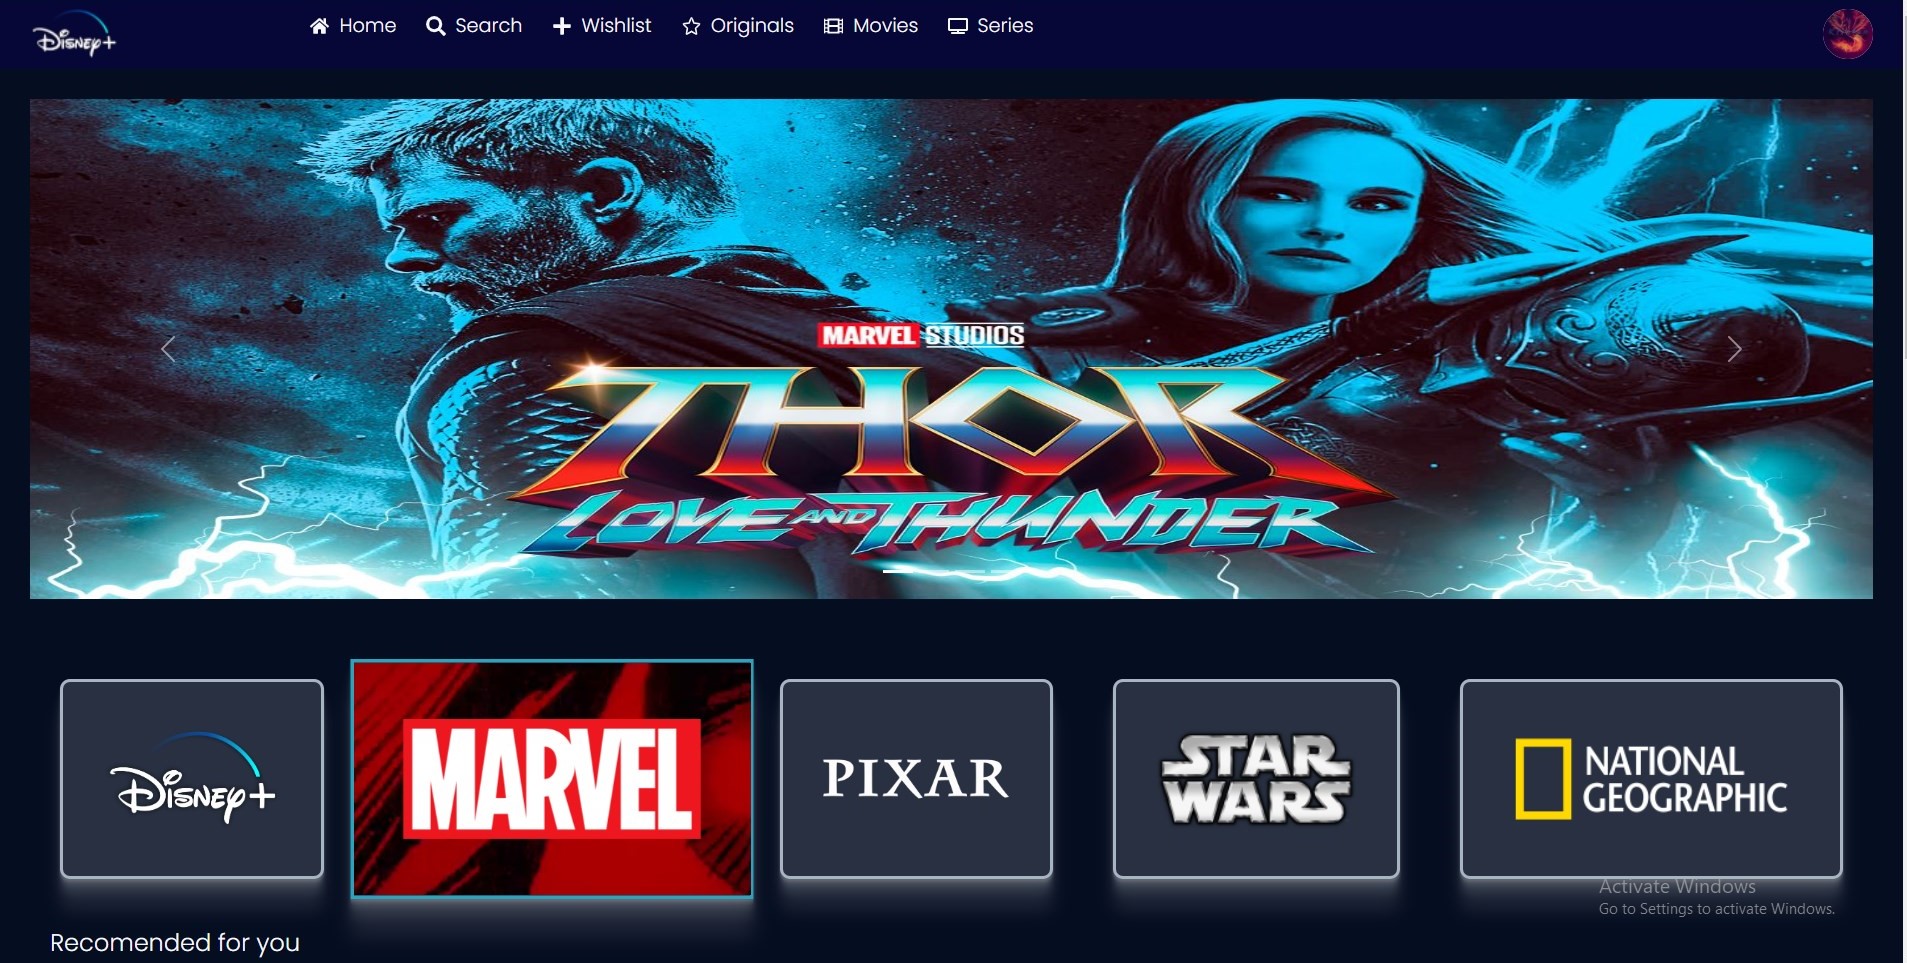 Disney+
Home
Search
Wishlist
Originals
Movies
Series
MARVEL STUDIOS
THOR
LOVE AND THUNDER
Disney+
MARVEL
PIXAR
STAR
WARS
NATIONAL
GEOGRAPHIC
Activate Windows
Go to Settings to activate Windows.
Recomended for you